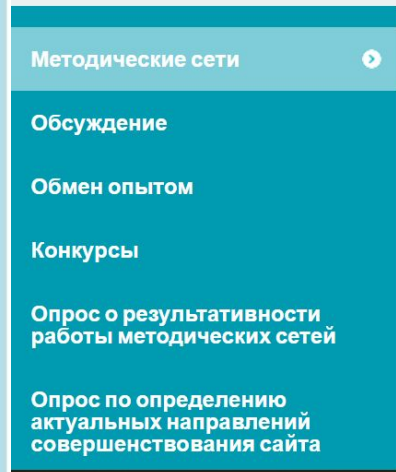 Методические сети
Обсуждение
Обмен опытом
Конкурсы
Опрос о результативности
работы методических сетей
Опрос по определению
актуальных направлений
совершенствования сайта